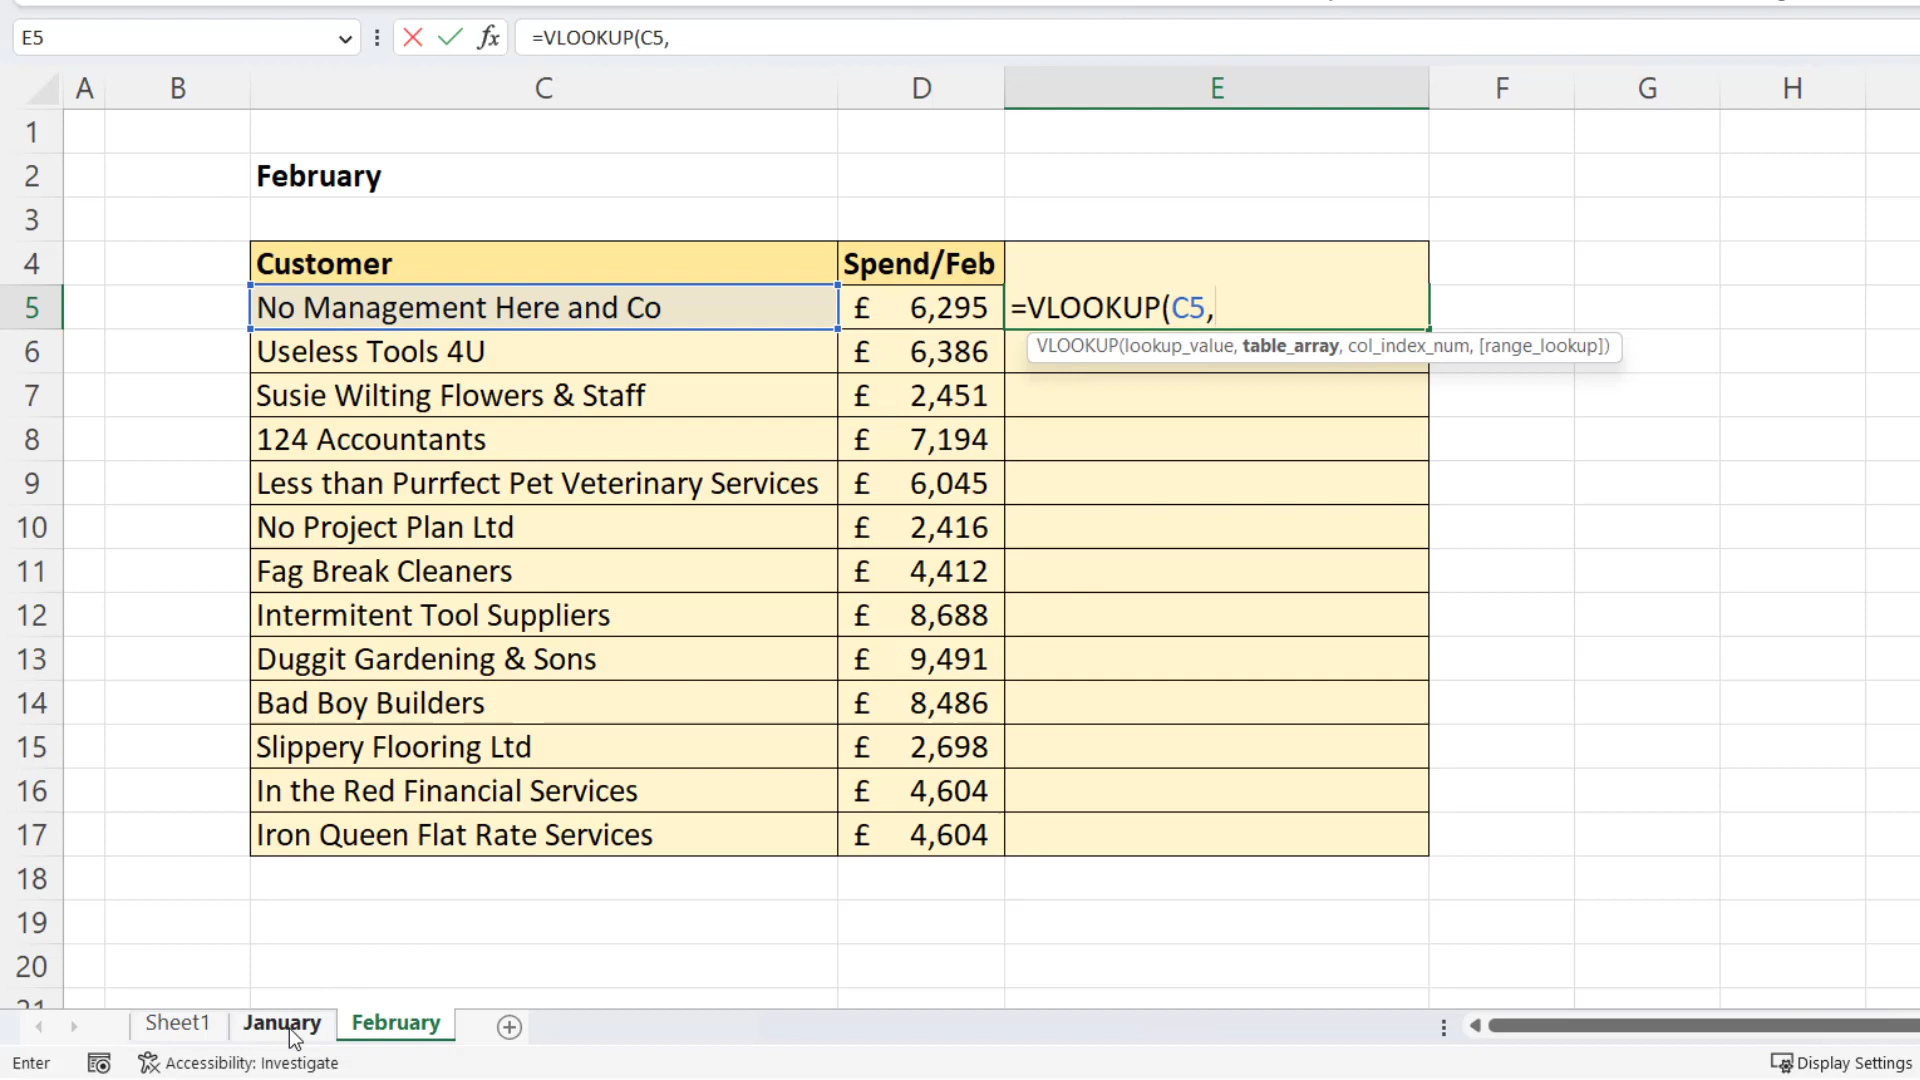 E5 fx =VLOOKUP(C5,
A B C D E F G H
1
2 February
3
4 Customer Spend/Feb
5 No Management Here and Co £ 6,295 =VLOOKUP(C5,
VLOOKUP(lookup_value, table_array, col_index_num, [range_lookup])
6 Useless Tools 4U £ 6,386
7 Susie Wilting Flowers & Staff £ 2,451
8 124 Accountants £ 7,194
9 Less than Purrfect Pet Veterinary Services £ 6,045
10 No Project Plan Ltd £ 2,416
11 Fag Break Cleaners £ 4,412
12 Intermitent Tool Suppliers £ 8,688
13 Duggit Gardening & Sons £ 9,491
14 Bad Boy Builders £ 8,486
15 Slippery Flooring Ltd £ 2,698
16 In the Red Financial Services £ 4,604
17 Iron Queen Flat Rate Services £ 4,604
18
19
20
21
Sheet1 January February
Enter Accessibility: Investigate Display Settings